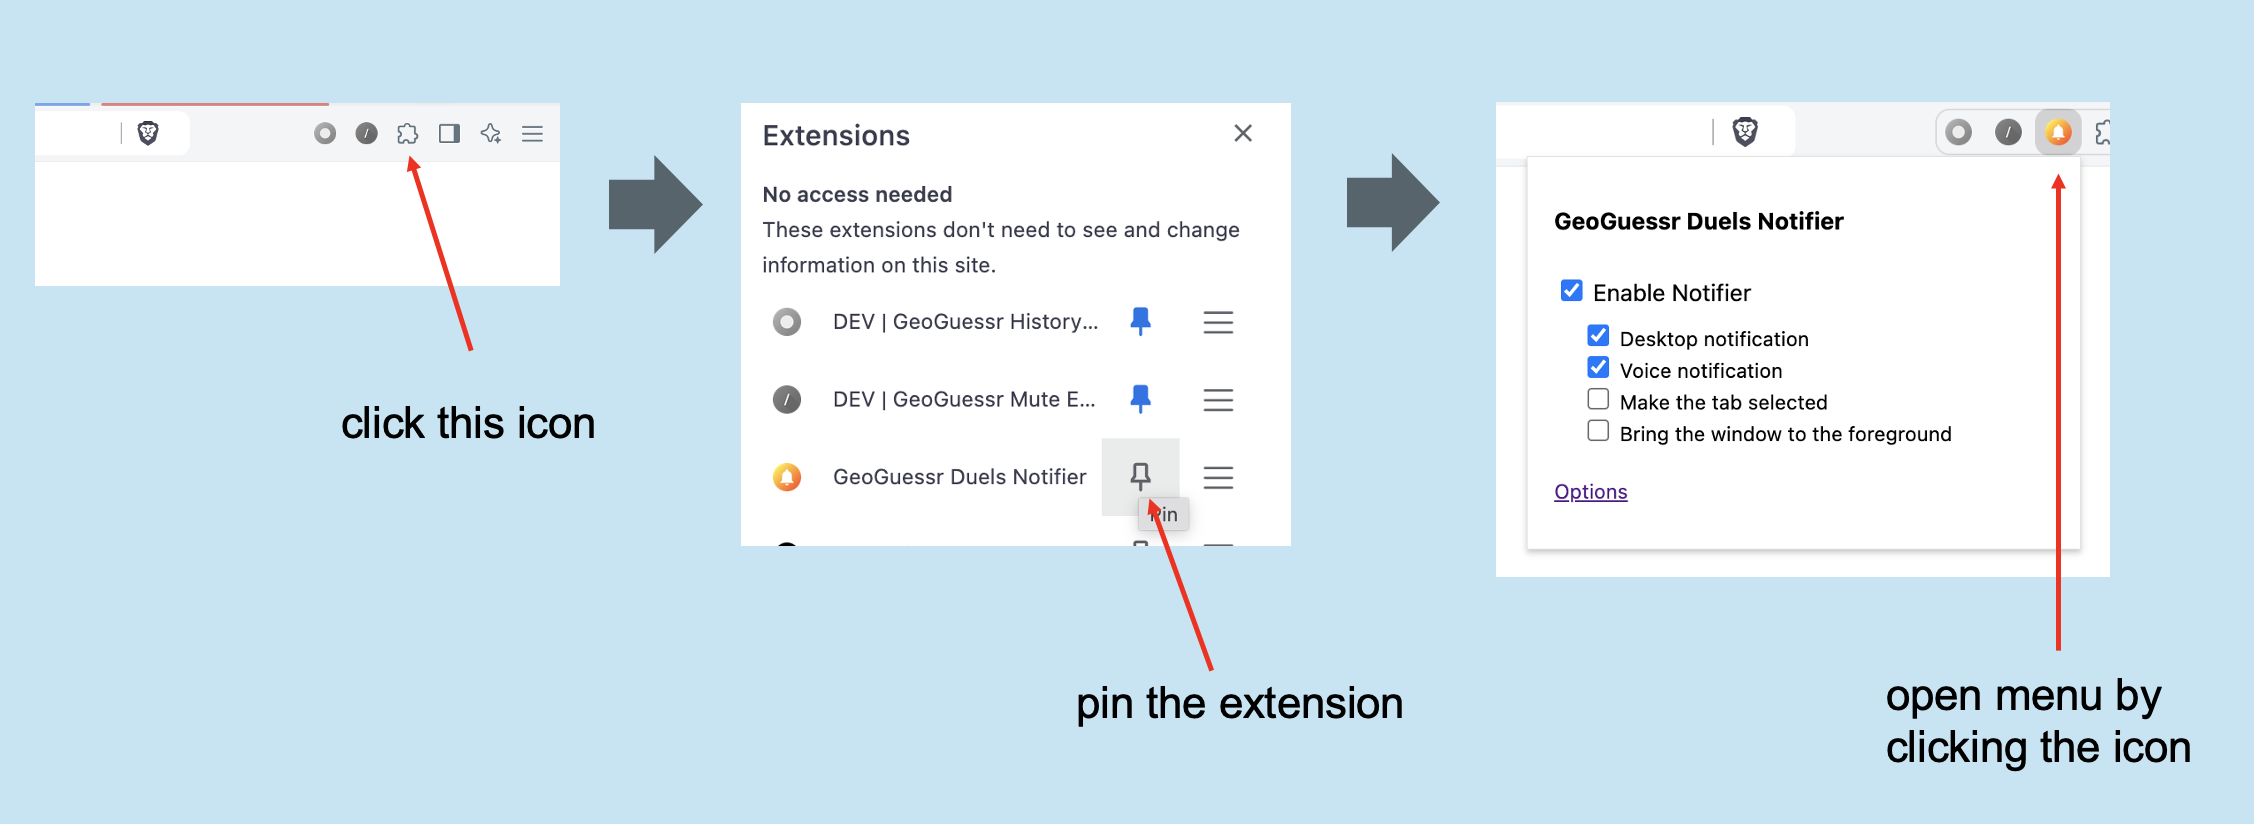 click this icon
Extensions
No access needed
These extensions don't need to see and change
information on this site.
DEV | GeoGuessr History...
DEV | GeoGuessr Mute E...
GeoGuessr Duels Notifier
Pin
pin the extension
GeoGuessr Duels Notifier
Enable Notifier
Desktop notification
Voice notification
Make the tab selected
Bring the window to the foreground
Options
open menu by
clicking the icon